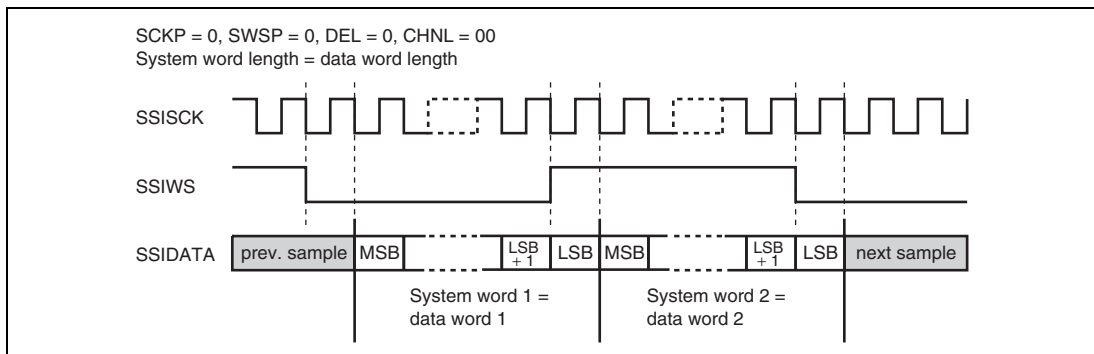 SCKP = 0, SWSP = 0, DEL = 0, CHNL = 00
System word length = data word length
SSISCK
SSIWS
SSIDATA
prev. sample
MSB
LSB
+ 1
LSB
MSB
LSB
+ 1
LSB
next sample
System word 1 =
data word 1
System word 2 =
data word 2